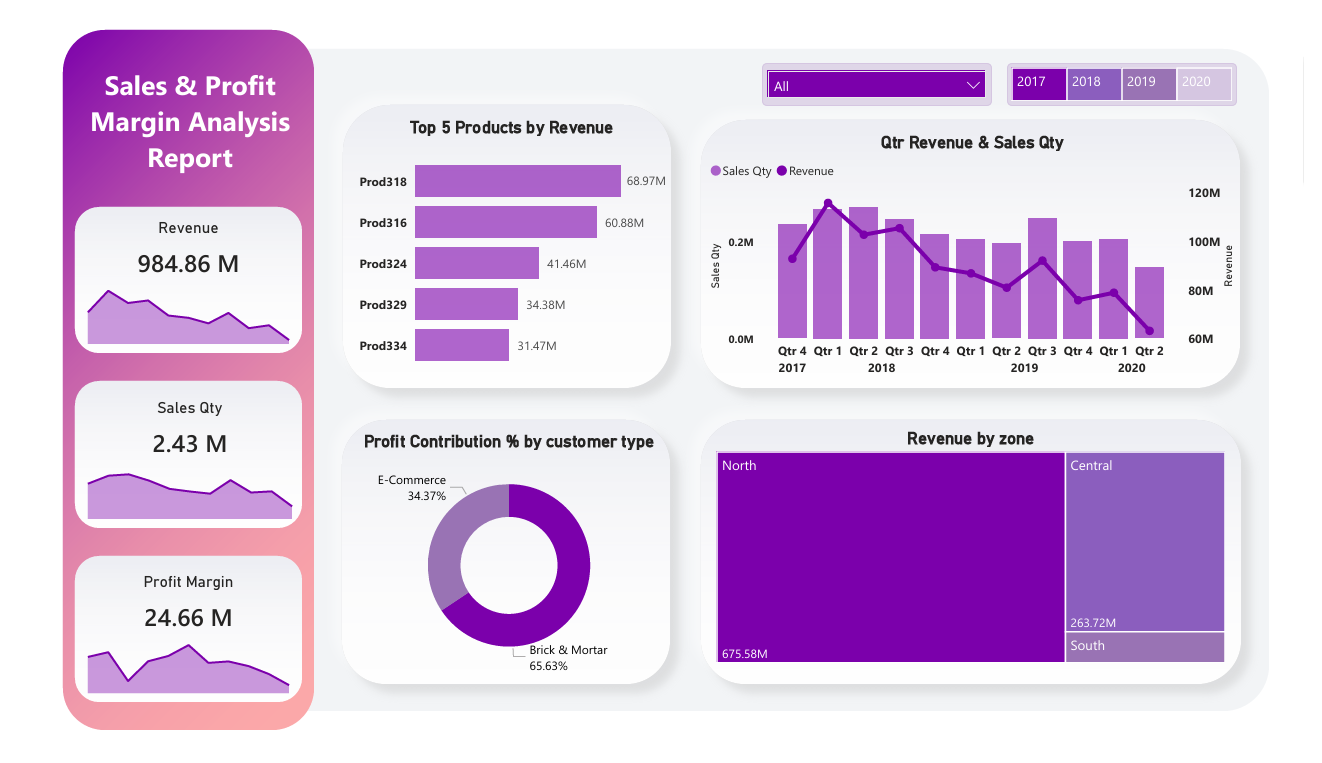 Sales & Profit
Margin Analysis
Report
Revenue
984.86 M
Sales Qty
2.43 M
Profit Margin
24.66 M
All
2017 2018 2019 2020
Top 5 Products by Revenue
Prod318 68.97M
Prod316 60.88M
Prod324 41.46M
Prod329 34.38M
Prod334 31.47M
Qtr Revenue & Sales Qty
Sales Qty Revenue
Sales Qty
0.2M
0.0M
120M
100M
80M
60M
Revenue
Qtr 4 Qtr 1 Qtr 2 Qtr 3 Qtr 4 Qtr 1 Qtr 2 Qtr 3 Qtr 4 Qtr 1 Qtr 2
2017 2018 2019 2020
Profit Contribution % by customer type
E-Commerce
34.37%
Brick & Mortar
65.63%
Revenue by zone
North
675.58M
Central
263.72M
South